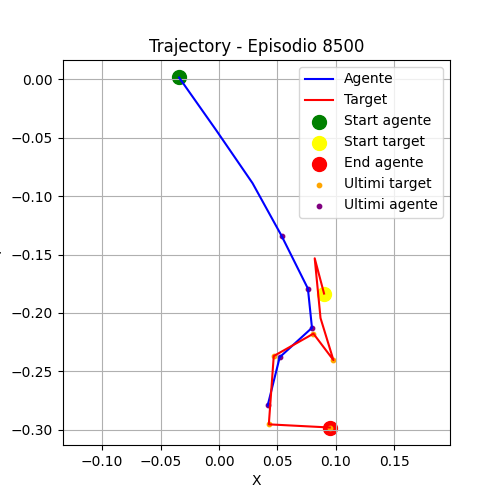 Trajectory - Episodio 8500
Agente
Target
Start agente
Start target
End agente
Ultimi target
Ultimi agente
0.00
−0.05
−0.10
−0.15
−0.20
−0.25
−0.30
−0.10
−0.05
0.00
0.05
0.10
0.15
X